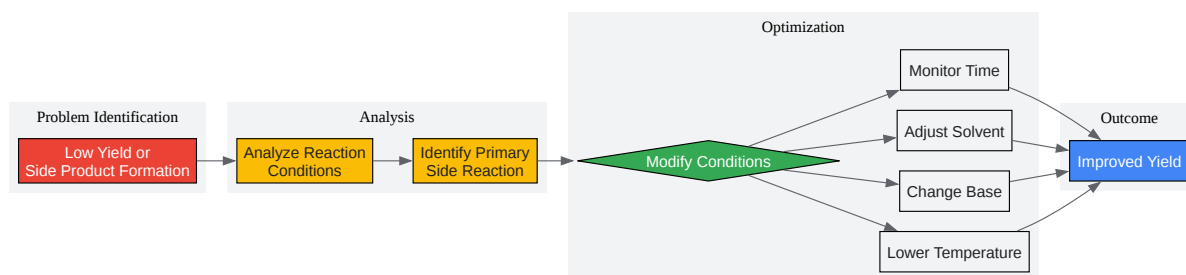 Optimization
Monitor Time
Problem Identification
Analysis
Outcome
Adjust Solvent
Low Yield or
Side Product Formation
Analyze Reaction
Conditions
Identify Primary
Side Reaction
Modify Conditions
Improved Yield
Change Base
Lower Temperature